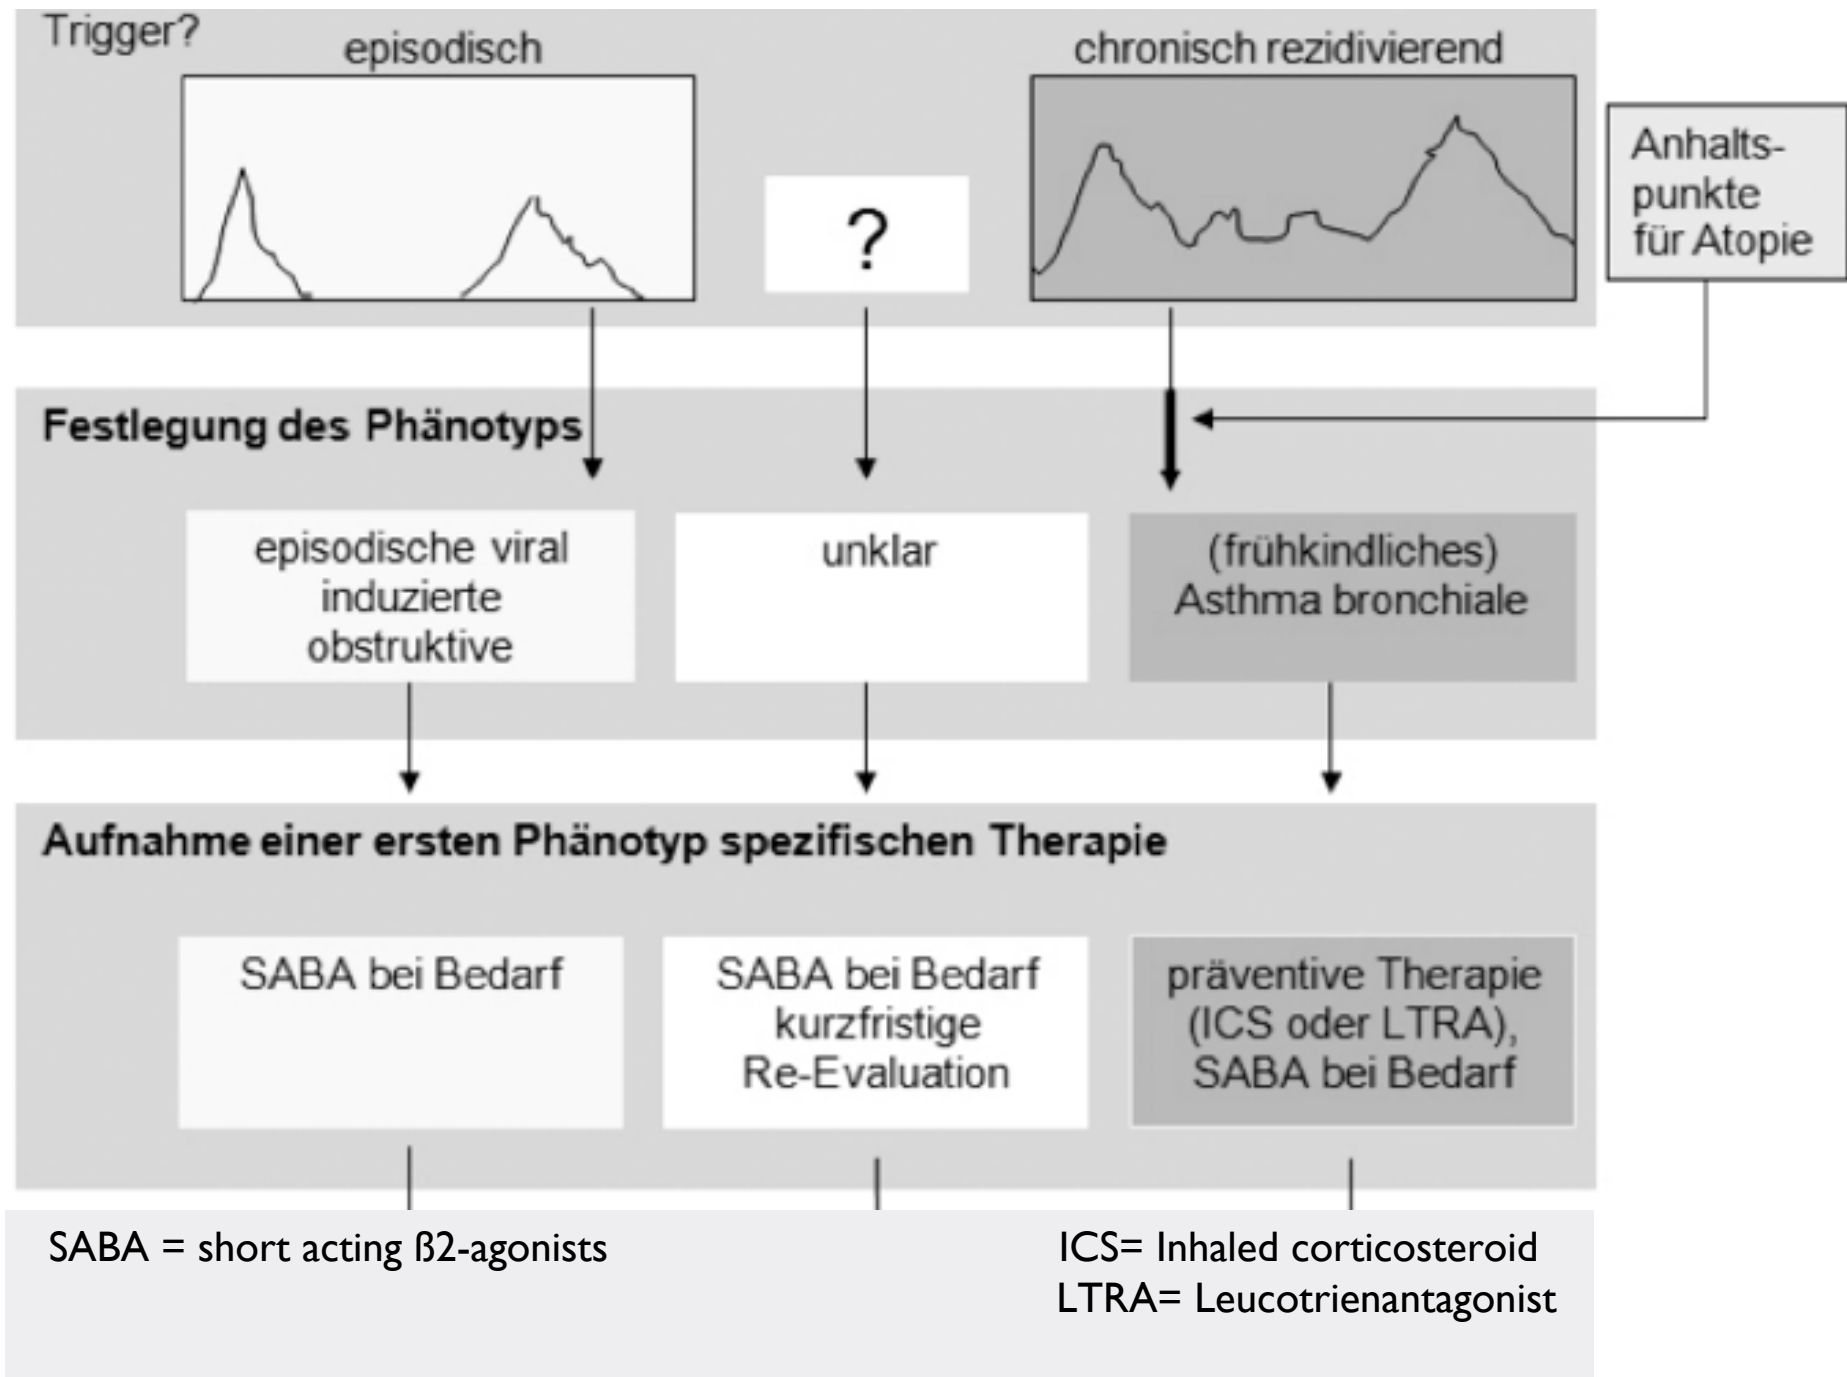 Trigger?
episodisch
chronisch rezidivierend
Anhalts-
punkte
für Atopie
?
Festlegung des Phänotyps
episodische viral
induzierte
obstruktive
unklar
(frühkindliches)
Asthma bronchiale
Aufnahme einer ersten Phänotyp spezifischen Therapie
SABA bei Bedarf
SABA bei Bedarf
kurzfristige
Re-Evaluation
präventive Therapie
(ICS oder LTRA),
SABA bei Bedarf
SABA = short acting ß2-agonists
ICS= Inhaled corticosteroid
LTRA= Leucotrienantagonist